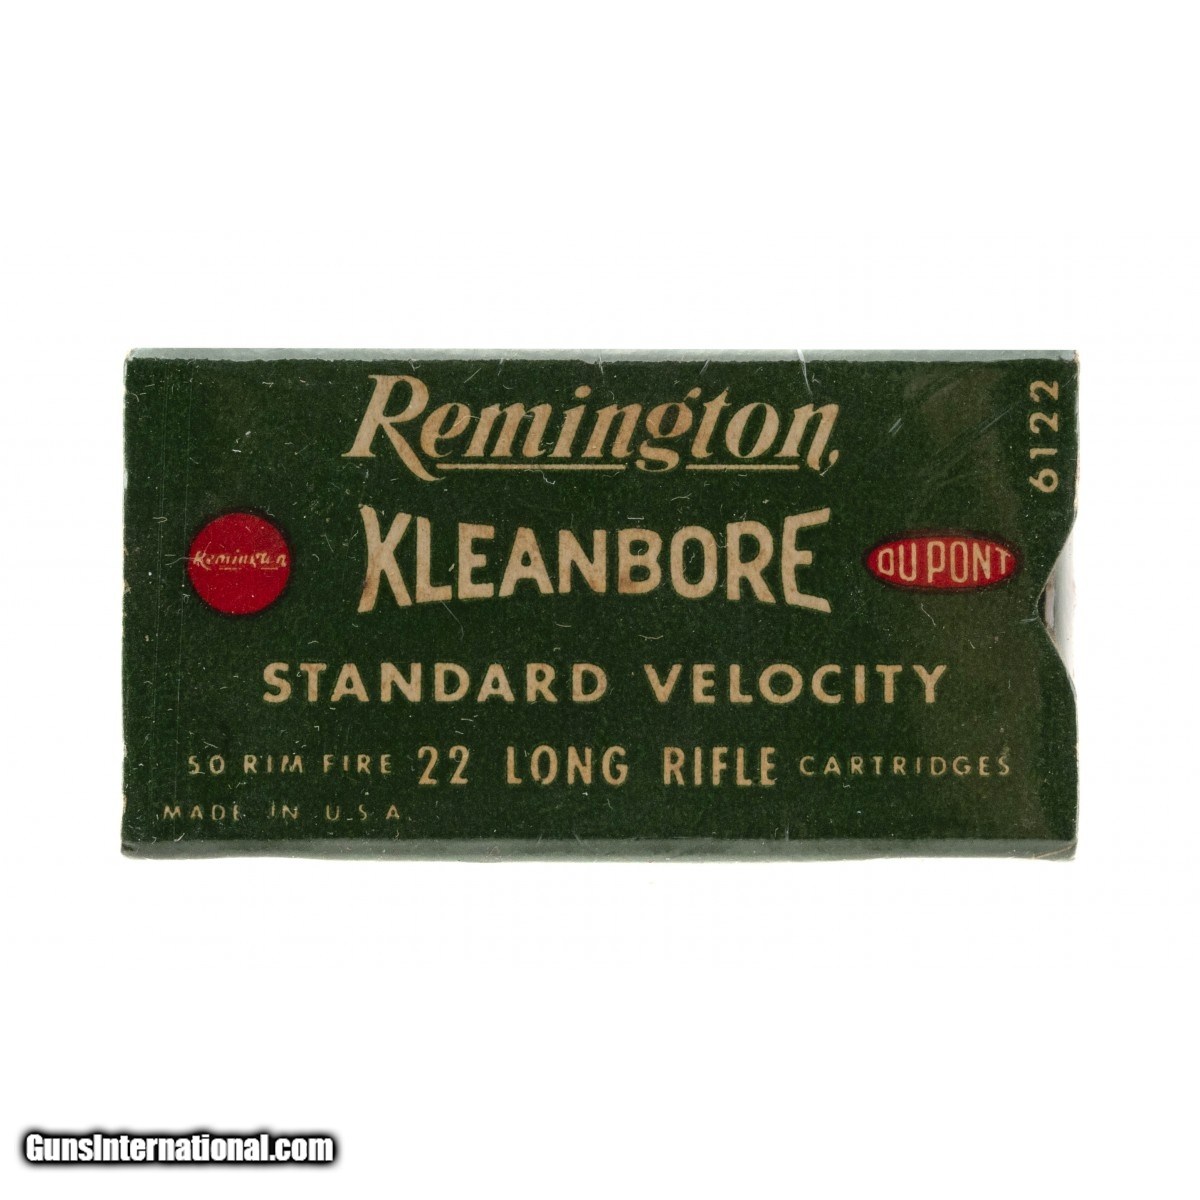 Remington,
6122
Remington
KLEANBORE
DU PONT
STANDARD VELOCITY
50 RIM FIRE 22 LONG RIFLE CARTRIDGES
MADE IN U.S.A.
GunsInternational.com